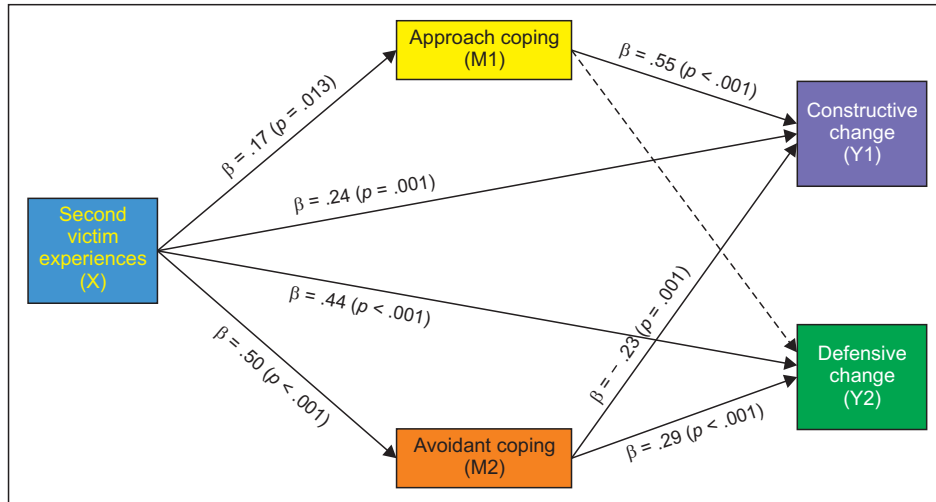 Approach coping
(M1)
β = .55 (p < .001)
Constructive
change
(Y1)
β = .17 (p = .013)
β = .24 (p = .001)
Second
victim
experiences
(X)
β = .44 (p < .001)
β = – .23 (p = .001)
Defensive
change
(Y2)
β = .50 (p < .001)
Avoidant coping
(M2)
β = .29 (p < .001)